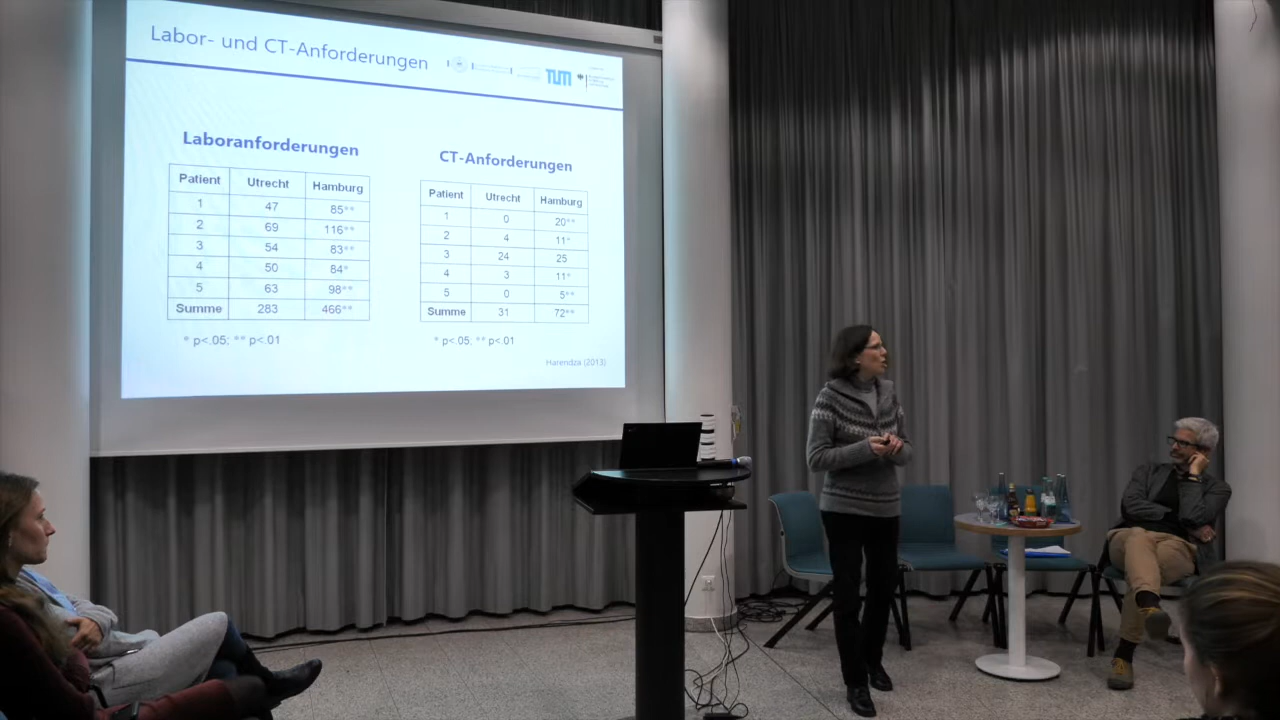 Labor- und CT-Anforderungen
TUM
Laboranforderungen
Patient Utrecht Hamburg
1 47 85**
2 69 116**
3 54 83**
4 50 84*
5 63 98**
Summe 283 466**
* p<.05; ** p<.01
CT-Anforderungen
Patient Utrecht Hamburg
1 0 20**
2 4 11*
3 24 25
4 3 11*
5 0 5**
Summe 31 72**
* p<.05; ** p<.01
Harendza (2013)